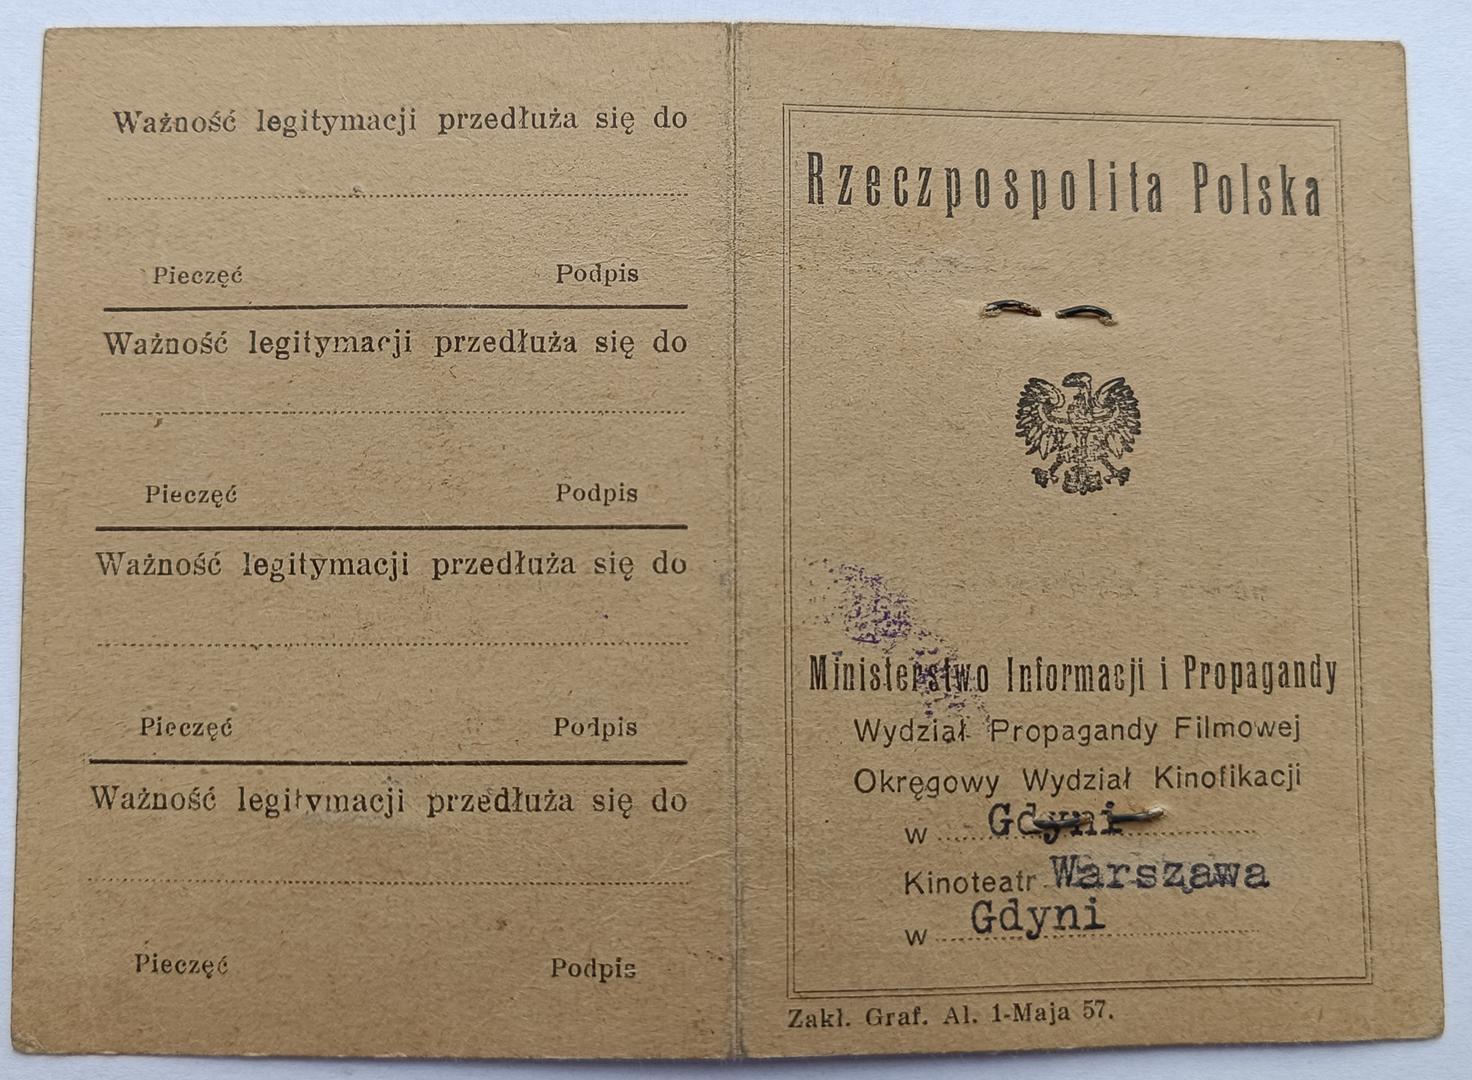 Ważność legitymacji przedłuża się do
Pieczęć Podpis
Ważność legitymacji przedłuża się do
Pieczęć Podpis
Ważność legitymacji przedłuża się do
Pieczęć Podpis
Ważność legitymacji przedłuża się do
Pieczęć Podpis
Rzeczpospolita Polska
Ministerstwo Informacji i Propagandy
Wydział Propagandy Filmowej
Okręgowy Wydział Kinofikacji
w Gdyni
Kinoteatr Warszawa
w Gdyni
Zakł. Graf. Al. 1-Maja 57.